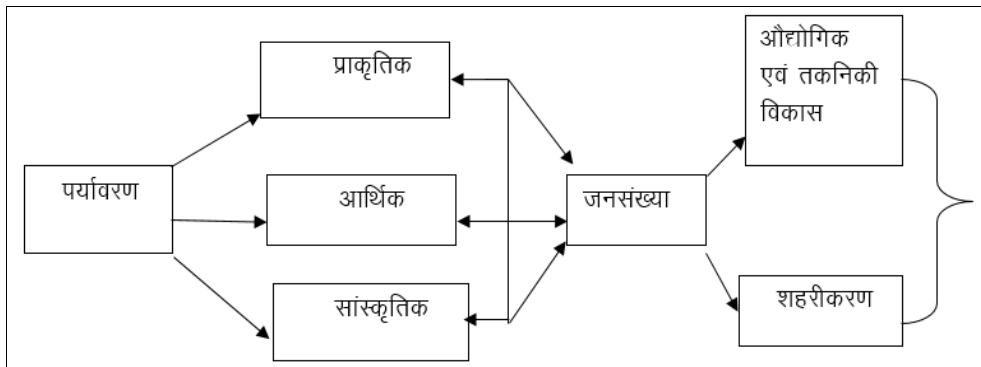 पर्यावरण
प्राकृतिक
आर्थिक
सांस्कृतिक
जनसंख्या
औद्योगिक
एवं तकनिकी
विकास
शहरीकरण